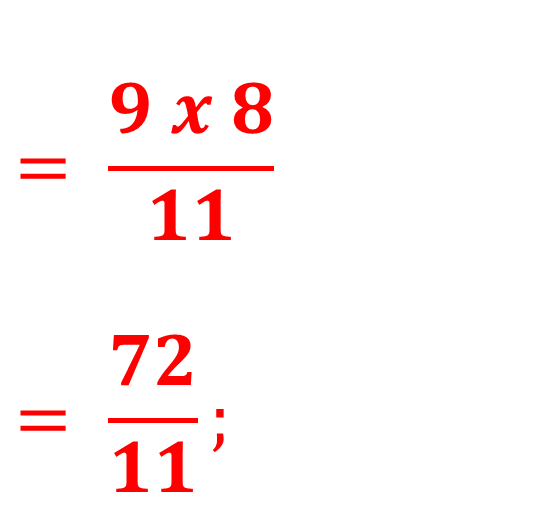 = 9 x 8
11
= 72
11 ;